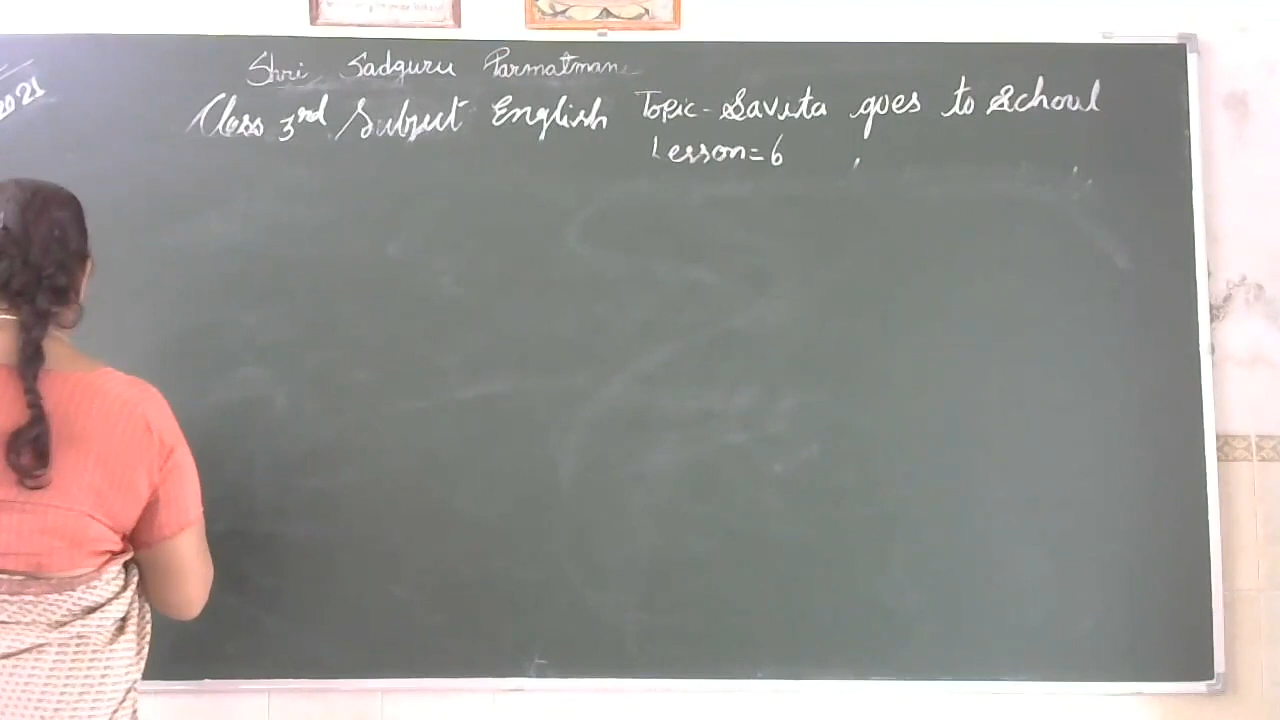 Shri Sadguru Parmatman
2021
Class 3rd Subject English Topic - Savita goes to School
Lesson = 6